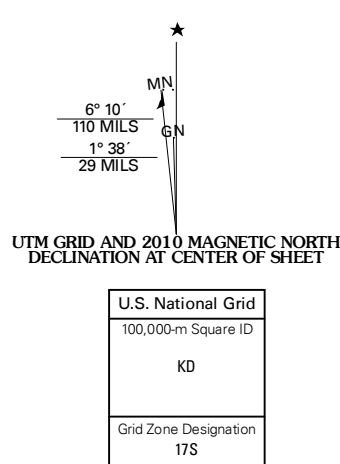 ★
M.N.
6° 10´
110 MILS
GN
1° 38´
29 MILS
UTM GRID AND 2010 MAGNETIC NORTH
DECLINATION AT CENTER OF SHEET
U.S. National Grid
100,000-m Square ID
KD
Grid Zone Designation
17S